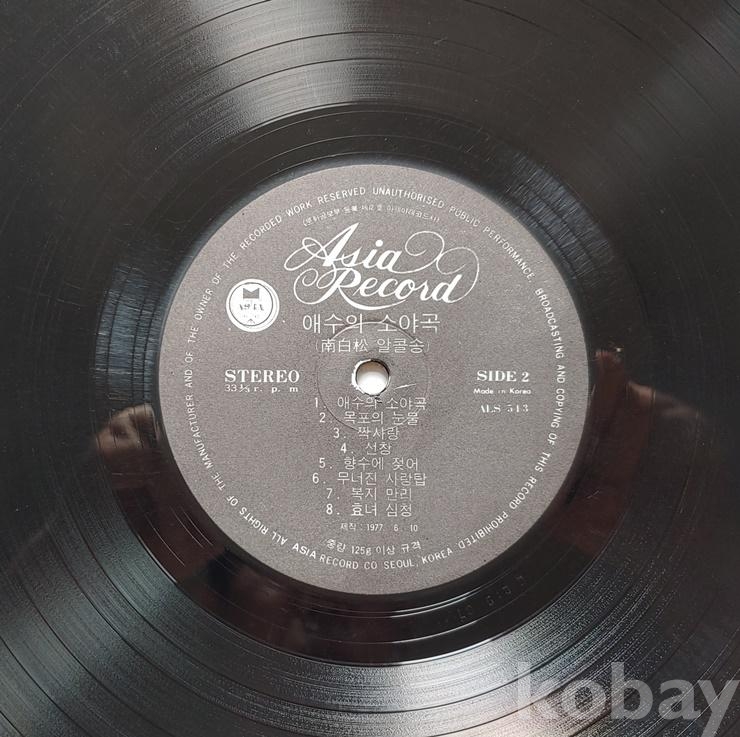 ALL RIGHTS OF THE MANUFACTURER AND OF THE OWNER OF THE RECORDED WORK RESERVED UNAUTHORISED PUBLIC PERFORMANCE. BROADCASTING AND COPYING OF THIS RECORD PROHIBITED.
Asia
Record
애수의 소야곡
(南白松 알콜송)
STEREO
SIDE 2
33⅓ r. p. m
Made in Korea
ALS 543
1. 애수의 소야곡
2. 목포의 눈물
3. 짝사랑
4. 선창
5. 향수에 젖어
6. 무너진 사랑탑
7. 복지 만리
8. 효녀 심청
제작: 1977. 6. 10
중량 125g 이상 규격
ASIA RECORD CO SEOUL, KOREA
kobay